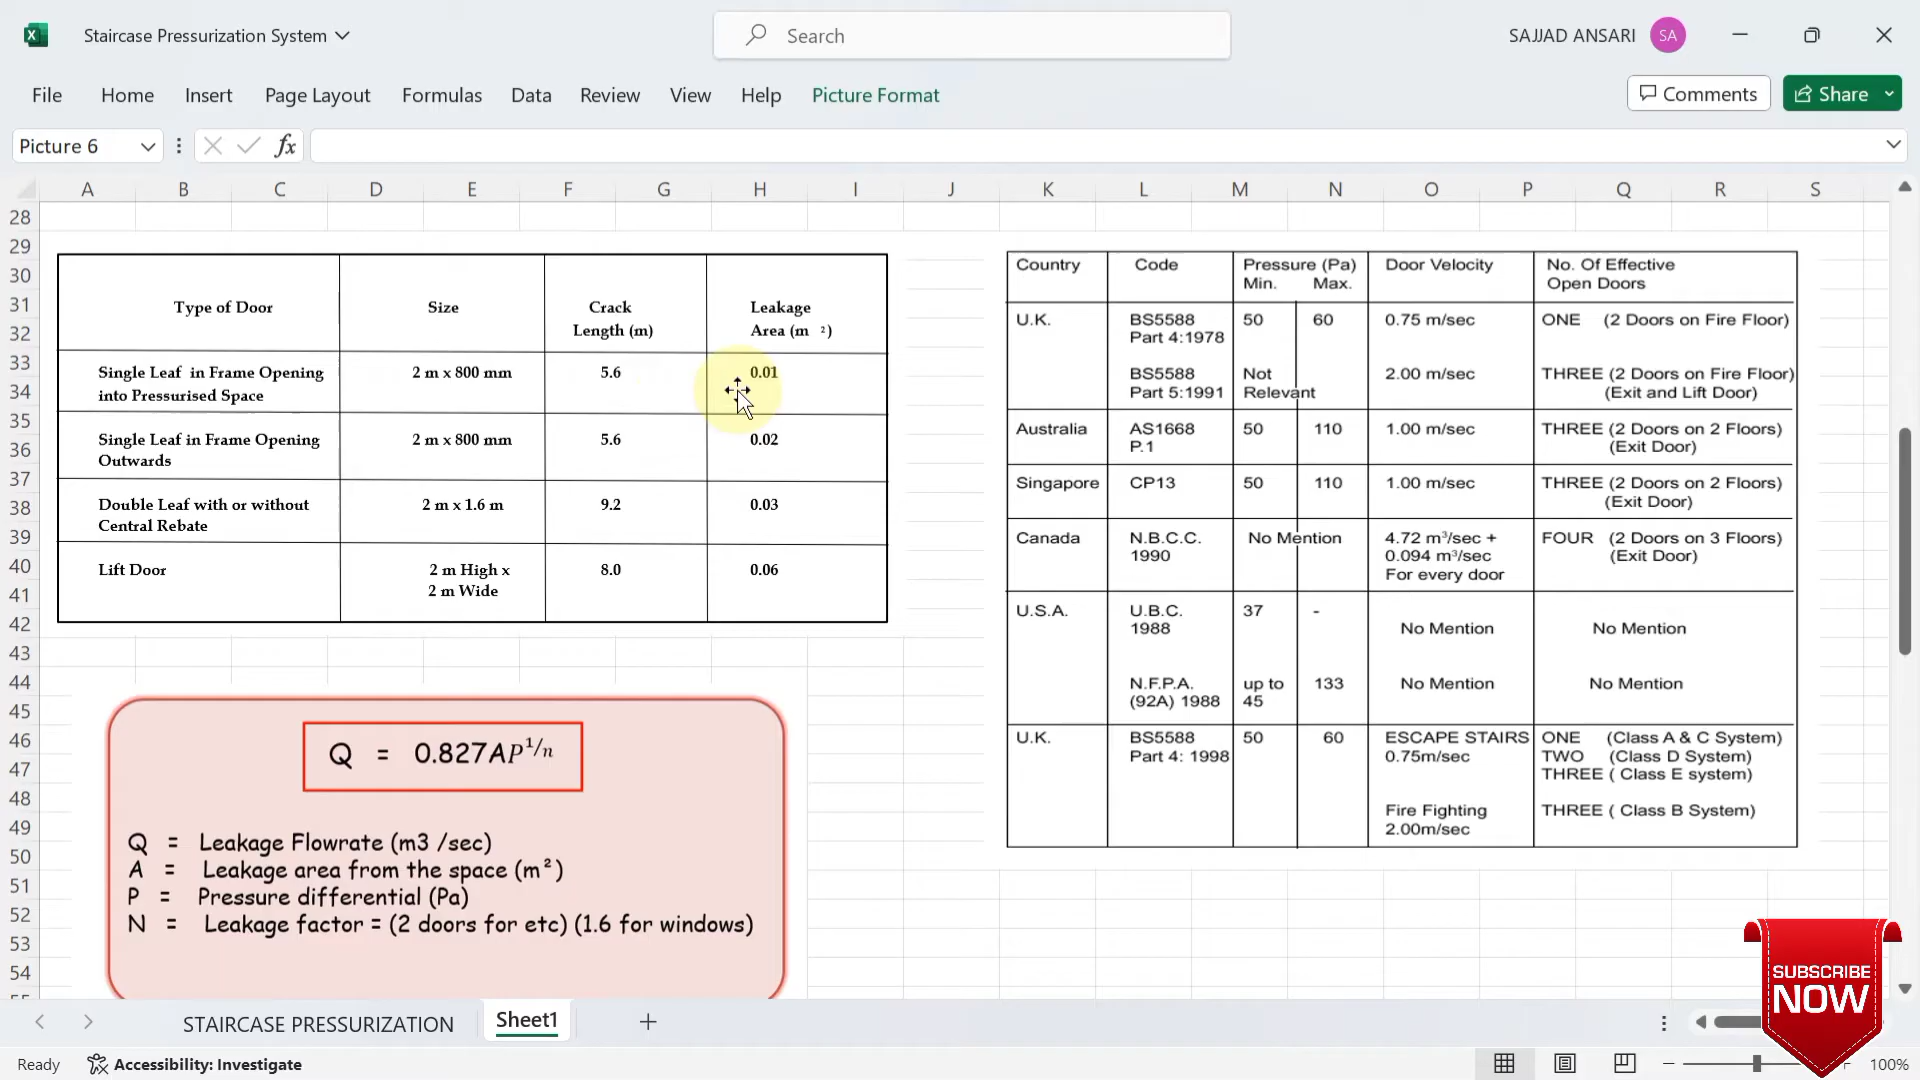 Staircase Pressurization System
Search
SAJJAD ANSARI
SA
File
Home
Insert
Page Layout
Formulas
Data
Review
View
Help
Picture Format
Comments
Share
Picture 6
fx
A B C D E F G H I J K L M N O P Q R S
28
29
30
31
32
33
34
35
36
37
38
39
40
41
42
43
44
45
46
47
48
49
50
51
52
53
54
Type of Door
Size
Crack
Length (m)
Leakage
Area (m 2)
Single Leaf in Frame Opening
into Pressurised Space
2 m x 800 mm
5.6
0.01
Single Leaf in Frame Opening
Outwards
2 m x 800 mm
5.6
0.02
Double Leaf with or without
Central Rebate
2 m x 1.6 m
9.2
0.03
Lift Door
2 m High x
2 m Wide
8.0
0.06
Q = 0.827AP^1/n
Q = Leakage Flowrate (m3 /sec)
A = Leakage area from the space (m²)
P = Pressure differential (Pa)
N = Leakage factor = (2 doors for etc) (1.6 for windows)
Country
Code
Pressure (Pa)
Min. Max.
Door Velocity
No. Of Effective
Open Doors
U.K.
BS5588
Part 4:1978
50
60
0.75 m/sec
ONE (2 Doors on Fire Floor)
BS5588
Part 5:1991
Not
Relevant
2.00 m/sec
THREE (2 Doors on Fire Floor)
(Exit and Lift Door)
Australia
AS1668
P.1
50
110
1.00 m/sec
THREE (2 Doors on 2 Floors)
(Exit Door)
Singapore
CP13
50
110
1.00 m/sec
THREE (2 Doors on 2 Floors)
(Exit Door)
Canada
N.B.C.C.
1990
No Mention
4.72 m³/sec +
0.094 m³/sec
For every door
FOUR (2 Doors on 3 Floors)
(Exit Door)
U.S.A.
U.B.C.
1988
37
-
No Mention
No Mention
N.F.P.A.
(92A) 1988
up to
45
133
No Mention
No Mention
U.K.
BS5588
Part 4: 1998
50
60
ESCAPE STAIRS
0.75m/sec
Fire Fighting
2.00m/sec
ONE (Class A & C System)
TWO (Class D System)
THREE ( Class E system)
THREE ( Class B System)
SUBSCRIBE
NOW
STAIRCASE PRESSURIZATION
Sheet1
Ready
Accessibility: Investigate
100%